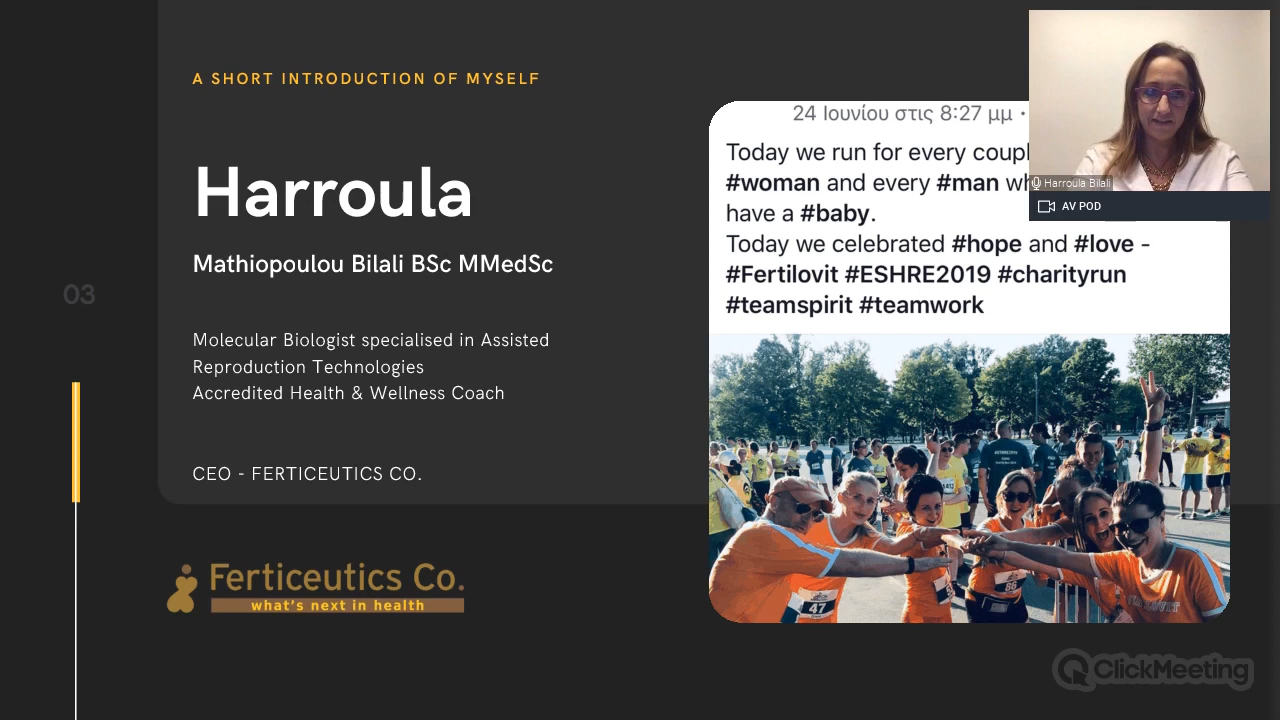 A SHORT INTRODUCTION OF MYSELF
Harroula
Mathiopoulou Bilali BSc MMedSc
03
Molecular Biologist specialised in Assisted
Reproduction Technologies
Accredited Health & Wellness Coach
CEO - FERTICEUTICS CO.
Ferticeutics Co.
what's next in health
24 Ιουνίου στις 8:27 μμ ·
Today we run for every
#woman and every #man
have a #baby.
Today we celebrated #hope and #love -
#Fertilovit #ESHRE2019 #charityrun
#teamspirit #teamwork
47
86
Harroula Bilali
AV POD
ClickMeeting